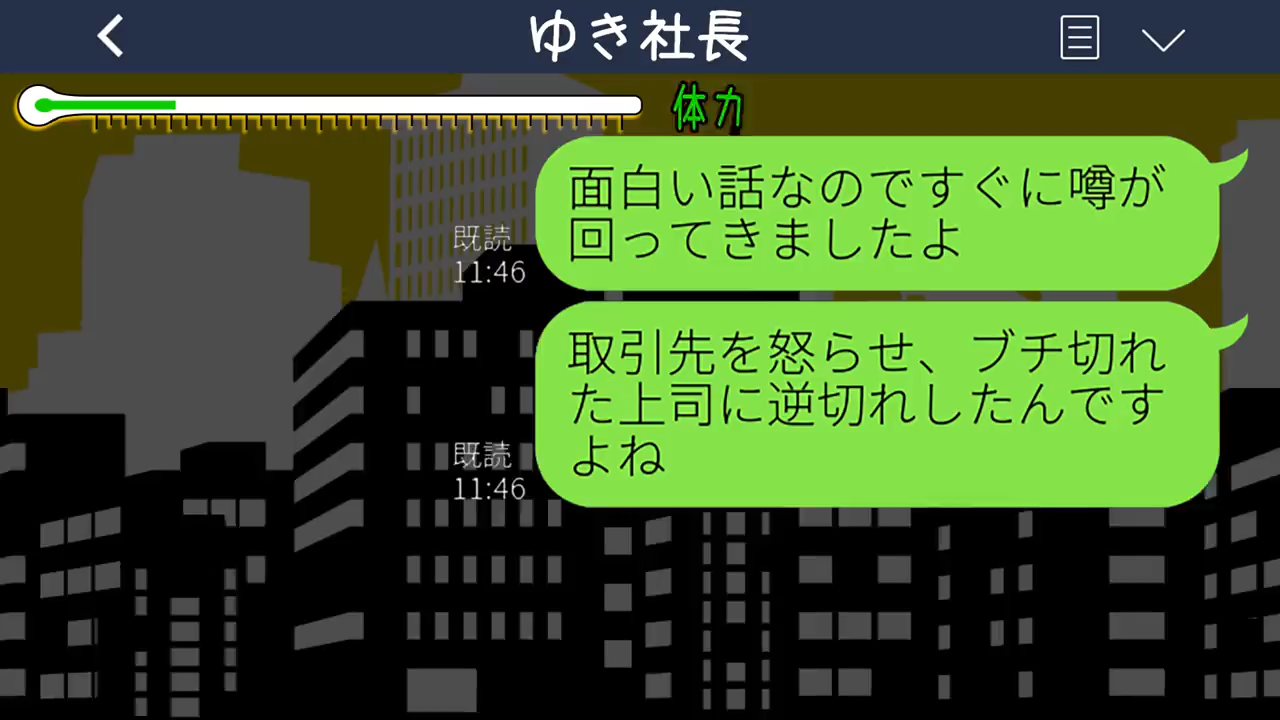 ゆき社長
体力
面白い話なのですぐに噂が
回ってきましたよ
既読
11:46
取引先を怒らせ、ブチ切れ
た上司に逆切れしたんです
よね
既読
11:46